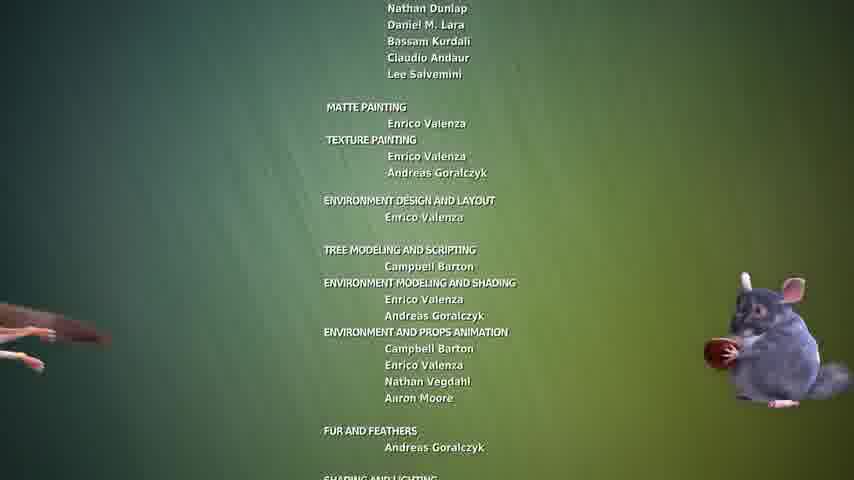 Nathan Dunlap
Daniel M. Lara
Bassam Kurdali
Claudio Andaur
Lee Salvemini
MATTE PAINTING
Enrico Valenza
TEXTURE PAINTING
Enrico Valenza
Andreas Goralczyk
ENVIRONMENT DESIGN AND LAYOUT
Enrico Valenza
TREE MODELING AND SCRIPTING
Campbell Barton
ENVIRONMENT MODELING AND SHADING
Enrico Valenza
Andreas Goralczyk
ENVIRONMENT AND PROPS ANIMATION
Campbell Barton
Enrico Valenza
Nathan Vegdahl
Aaron Moore
FUR AND FEATHERS
Andreas Goralczyk
SHADING AND LIGHTING